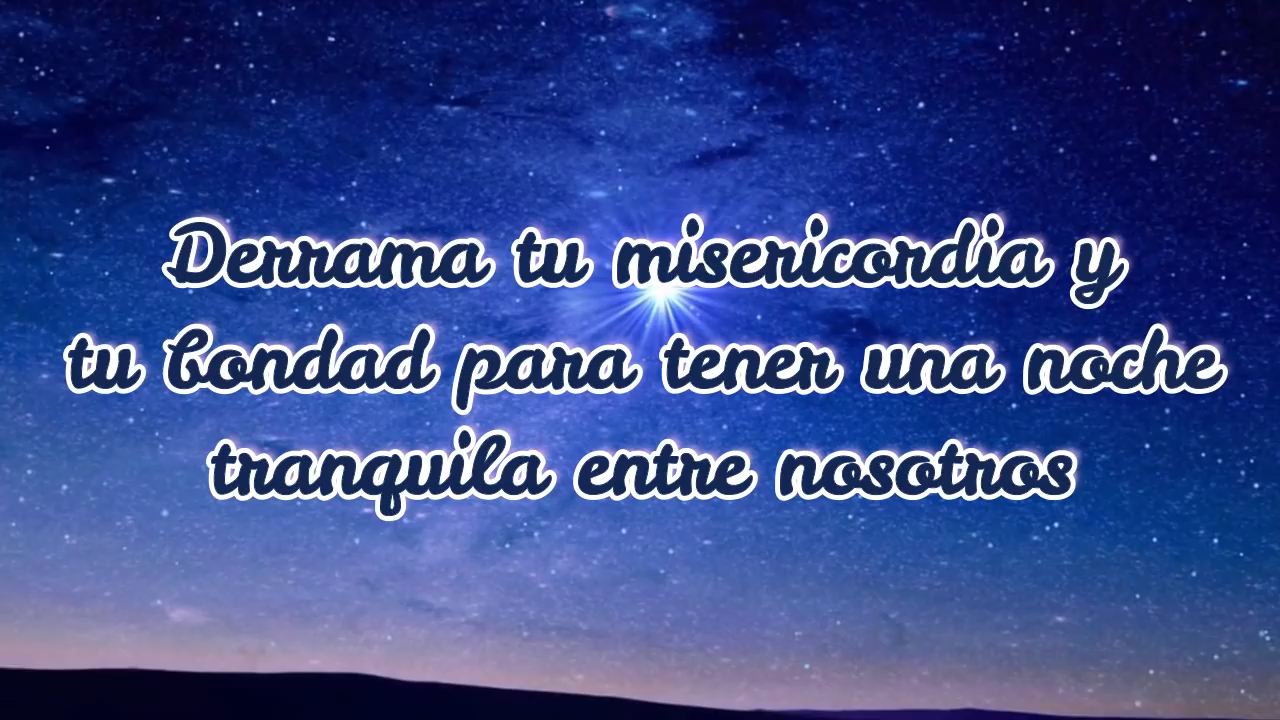 Derrama tu misericordia y
tu bondad para tener una noche
tranquila entre nosotros